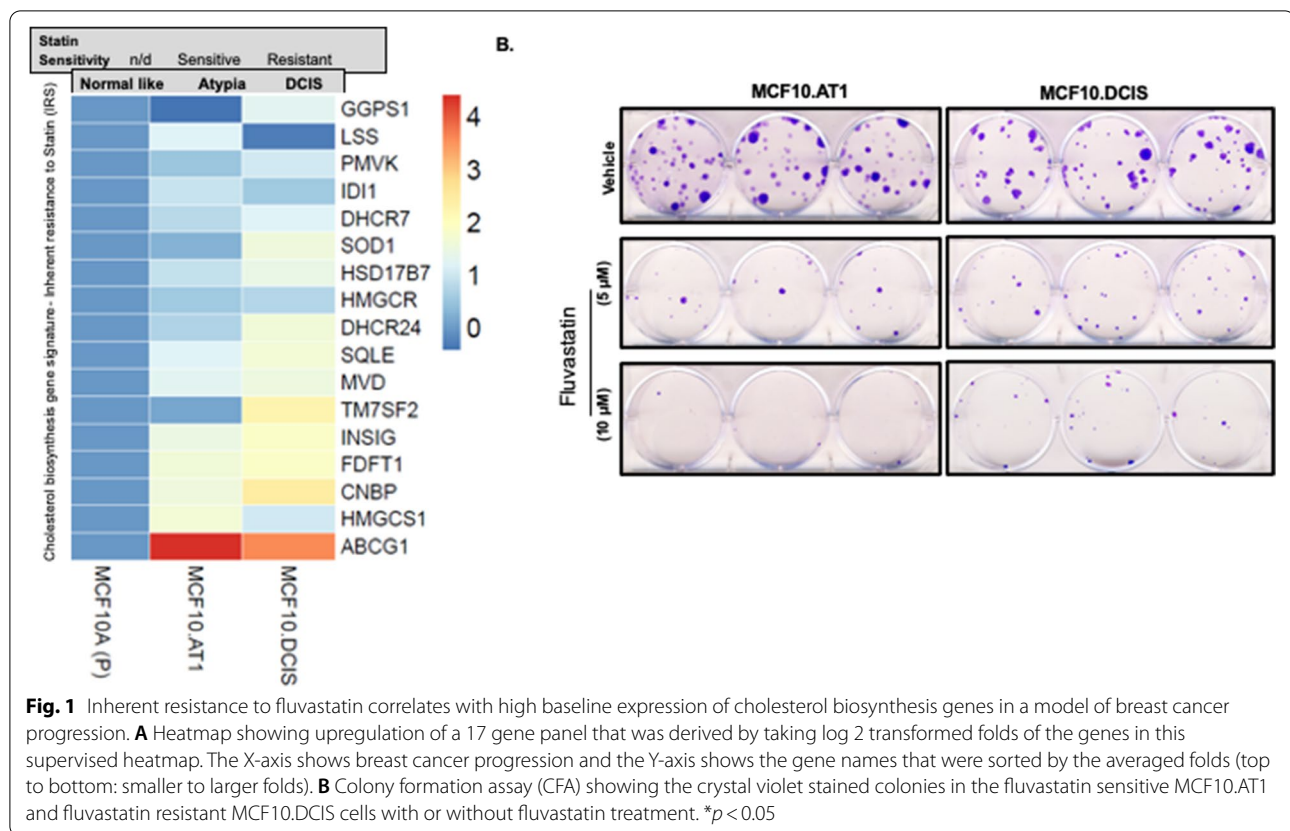 Statin
Sensitivity n/d Sensitive Resistant
Normal like Atypia DCIS
Cholesterol biosynthesis gene signature - Inherent resistance to Statin (IRS)
GGPS1
LSS
PMVK
IDI1
DHCR7
SOD1
HSD17B7
HMGCR
DHCR24
SQLE
MVD
TM7SF2
INSIG
FDFT1
CNBP
HMGCS1
ABCG1
4
3
2
1
0
MCF10A (P)
MCF10.AT1
MCF10.DCIS
B.
MCF10.AT1 MCF10.DCIS
Vehicle
Fluvastatin
(5 µM)
(10 µM)
Fig. 1 Inherent resistance to fluvastatin correlates with high baseline expression of cholesterol biosynthesis genes in a model of breast cancer
progression. A Heatmap showing upregulation of a 17 gene panel that was derived by taking log 2 transformed folds of the genes in this
supervised heatmap. The X-axis shows breast cancer progression and the Y-axis shows the gene names that were sorted by the averaged folds (top
to bottom: smaller to larger folds). B Colony formation assay (CFA) showing the crystal violet stained colonies in the fluvastatin sensitive MCF10.AT1
and fluvastatin resistant MCF10.DCIS cells with or without fluvastatin treatment. *p < 0.05